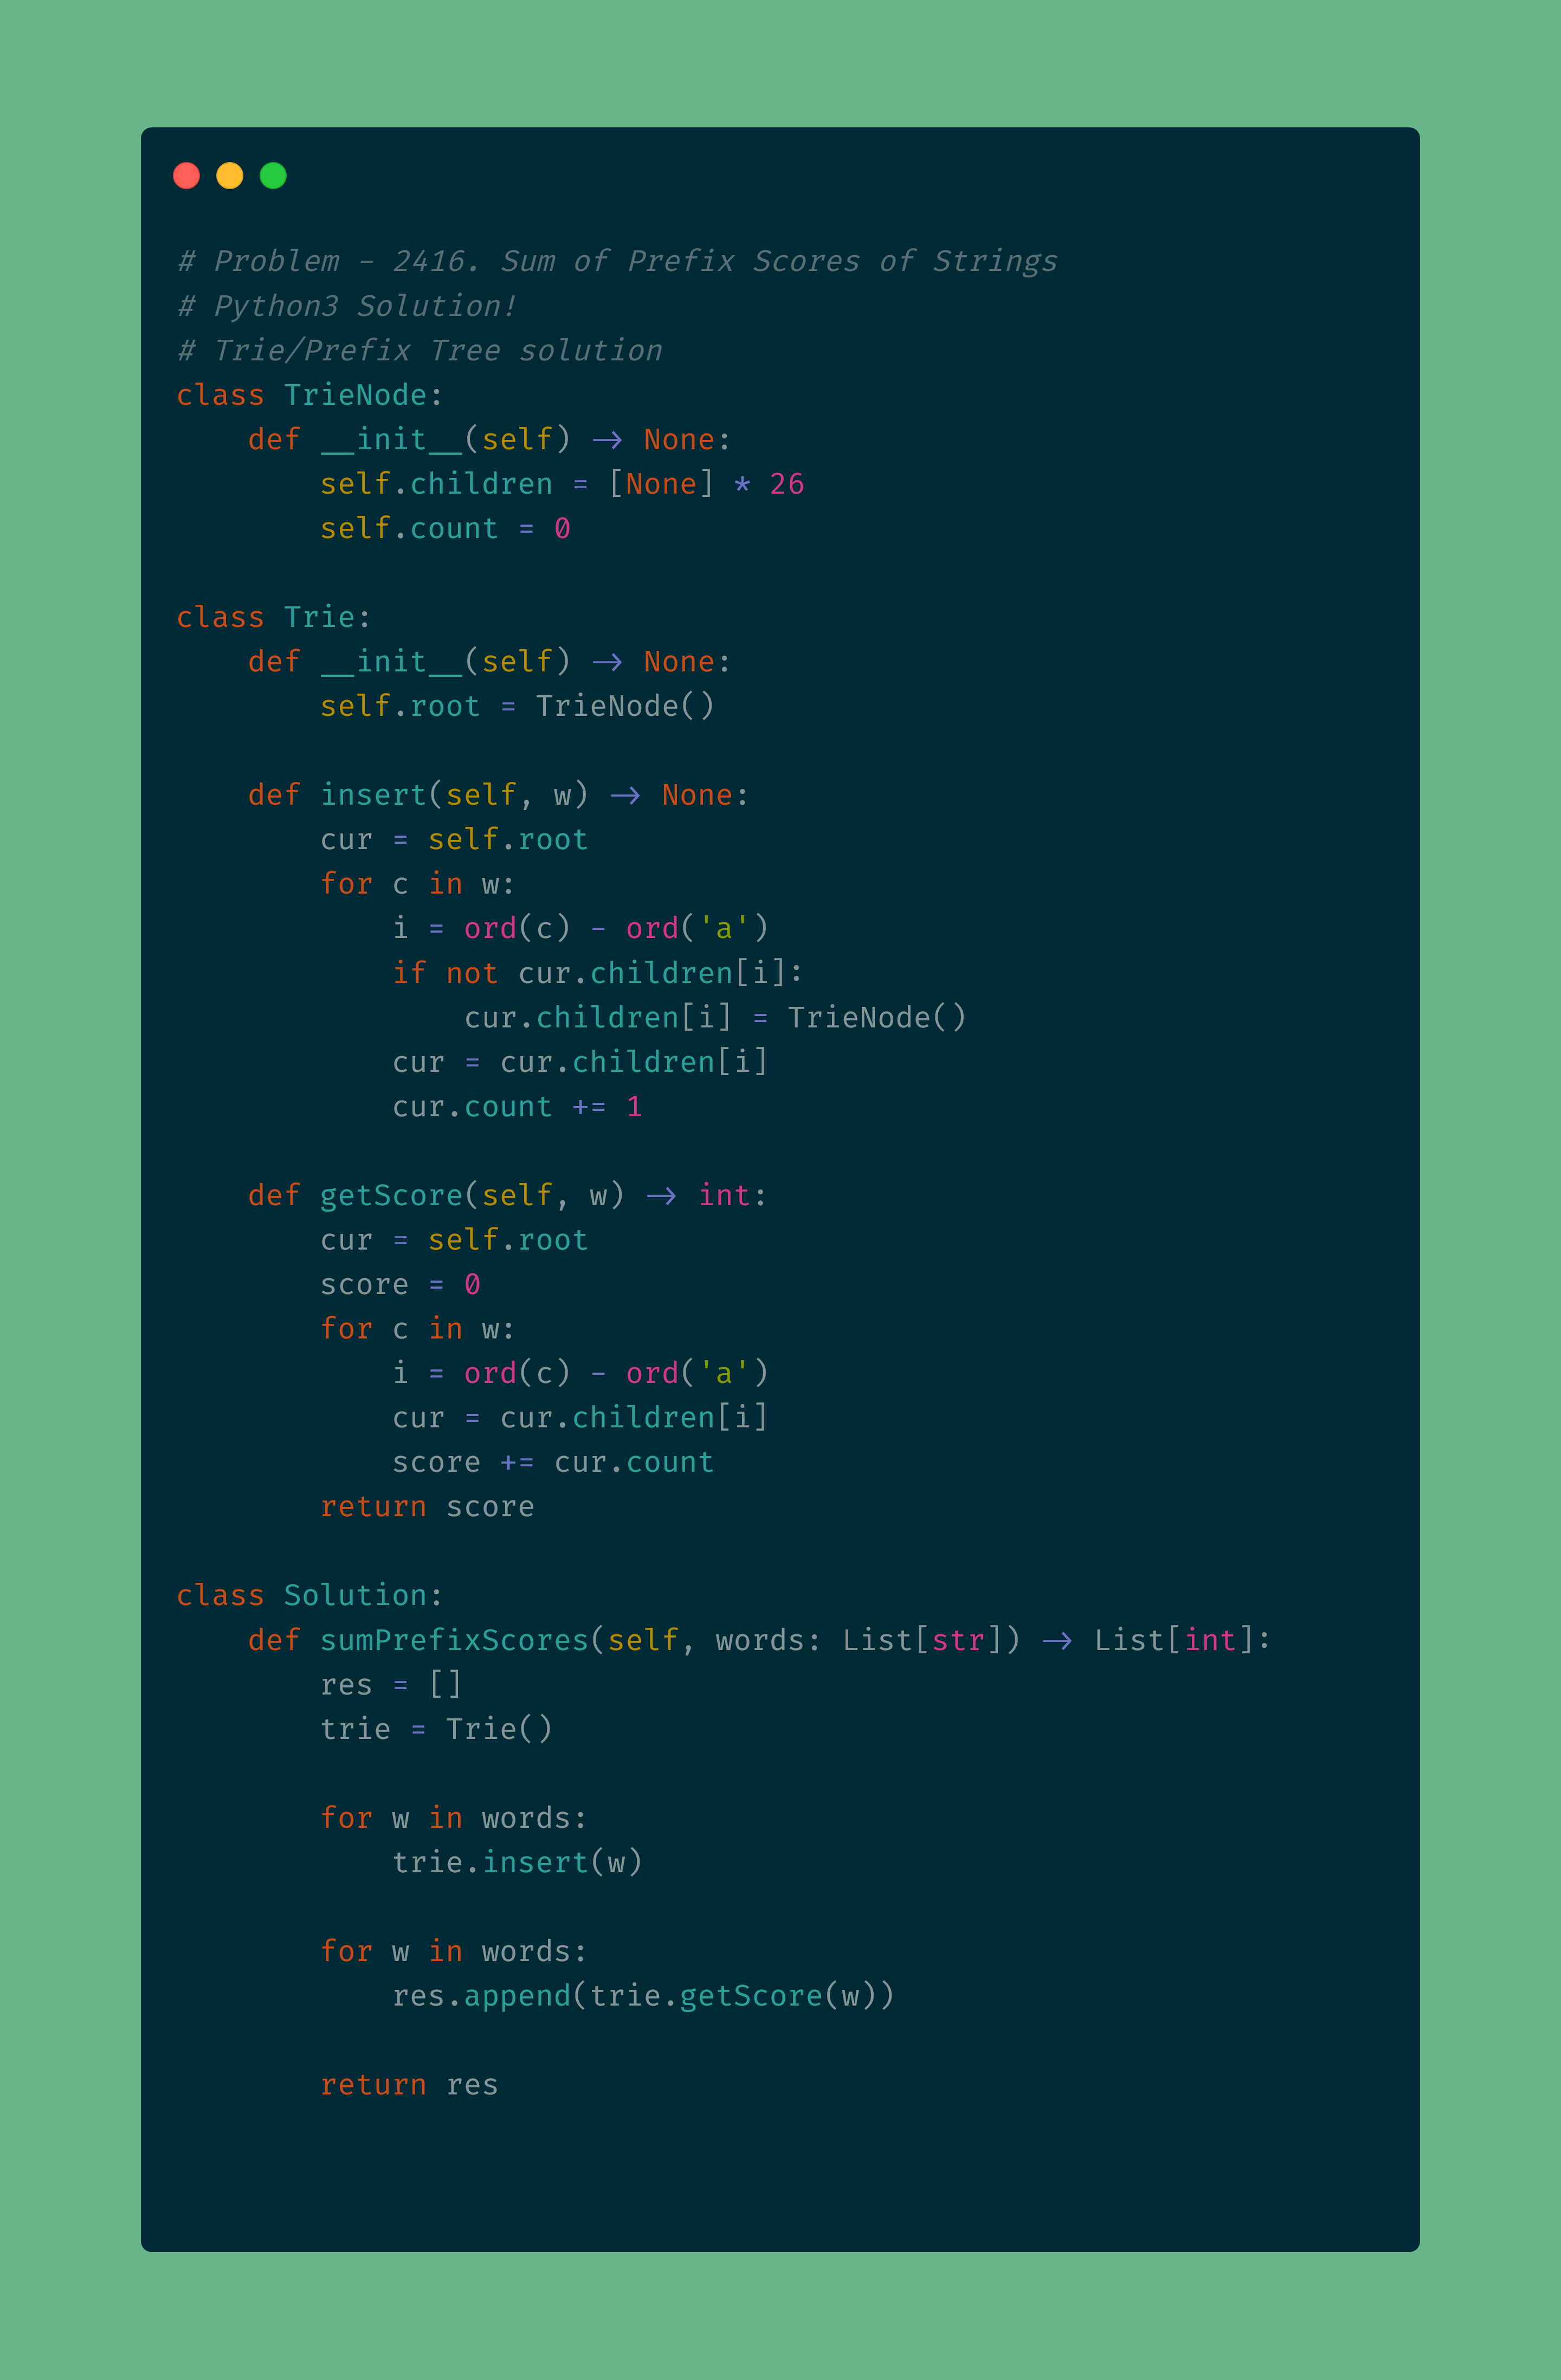 # Problem - 2416. Sum of Prefix Scores of Strings
# Python3 Solution!
# Trie/Prefix Tree solution
class TrieNode:
    def __init__(self) -> None:
        self.children = [None] * 26
        self.count = 0

class Trie:
    def __init__(self) -> None:
        self.root = TrieNode()

    def insert(self, w) -> None:
        cur = self.root
        for c in w:
            i = ord(c) - ord('a')
            if not cur.children[i]:
                cur.children[i] = TrieNode()
            cur = cur.children[i]
            cur.count += 1

    def getScore(self, w) -> int:
        cur = self.root
        score = 0
        for c in w:
            i = ord(c) - ord('a')
            cur = cur.children[i]
            score += cur.count
        return score

class Solution:
    def sumPrefixScores(self, words: List[str]) -> List[int]:
        res = []
        trie = Trie()

        for w in words:
            trie.insert(w)

        for w in words:
            res.append(trie.getScore(w))

        return res